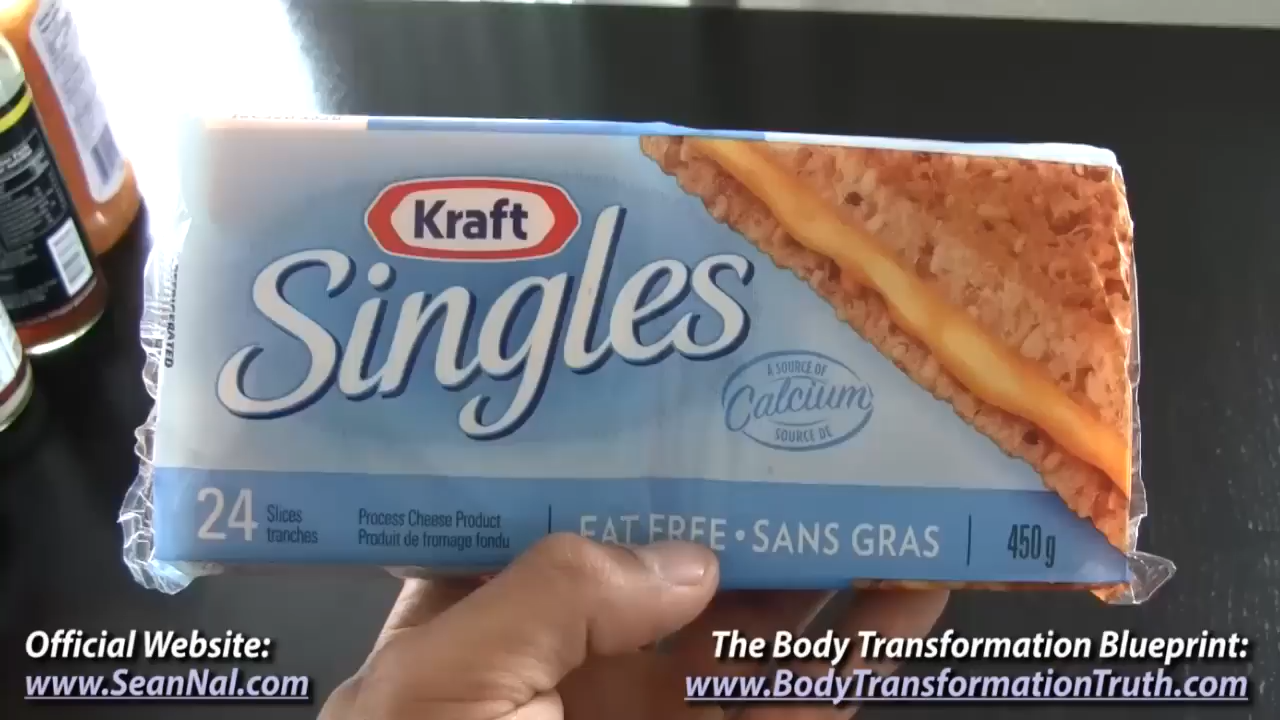 Kraft
Singles
A SOURCE OF
Calcium
SOURCE DE
24 Slices
tranches
Process Cheese Product
Produit de fromage fondu
FAT FREE • SANS GRAS
450 g
Official Website:
www.SeanNal.com
The Body Transformation Blueprint:
www.BodyTransformationTruth.com